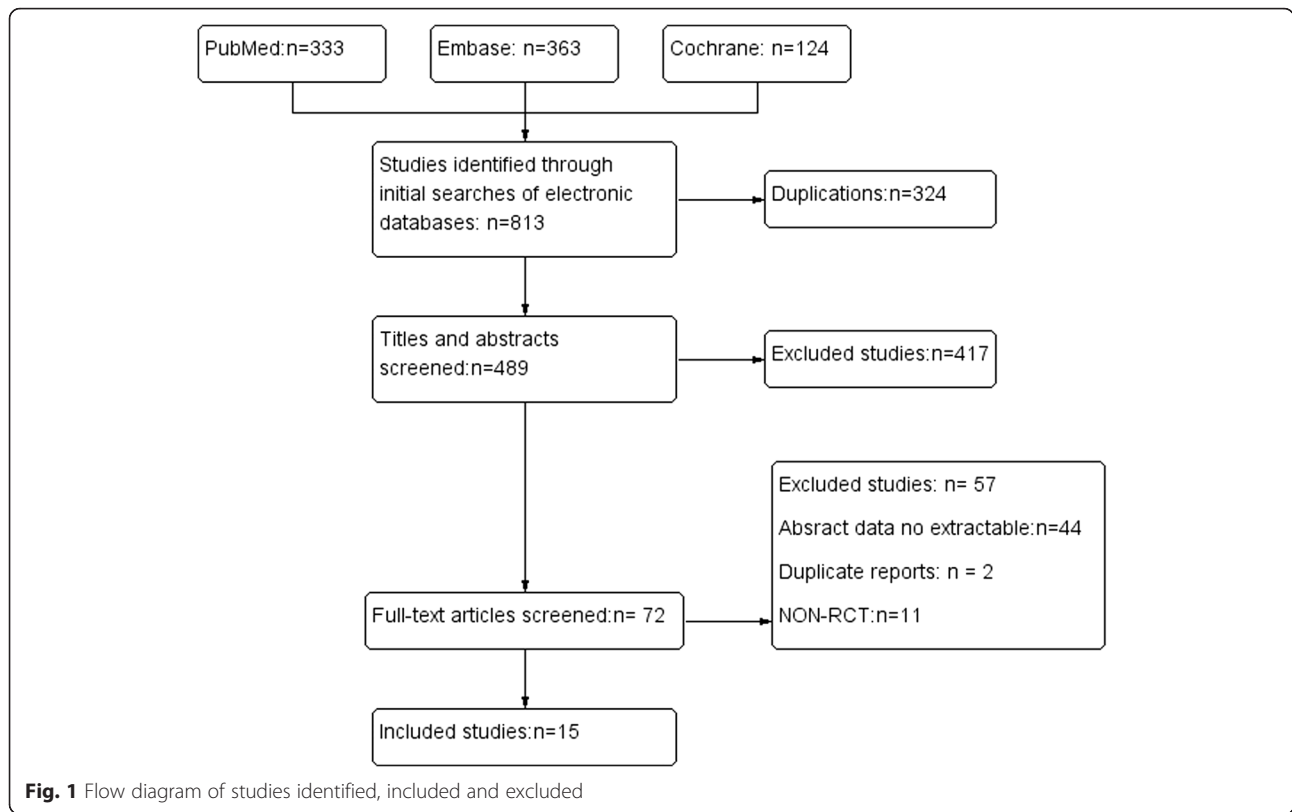 PubMed:n=333
Embase: n=363
Cochrane: n=124
Studies identified through
initial searches of electronic
databases: n=813
Duplications:n=324
Titles and abstracts
screened:n=489
Excluded studies:n=417
Excluded studies: n= 57
Absract data no extractable:n=44
Duplicate reports: n = 2
NON-RCT:n=11
Full-text articles screened:n= 72
Included studies:n=15
Fig. 1 Flow diagram of studies identified, included and excluded